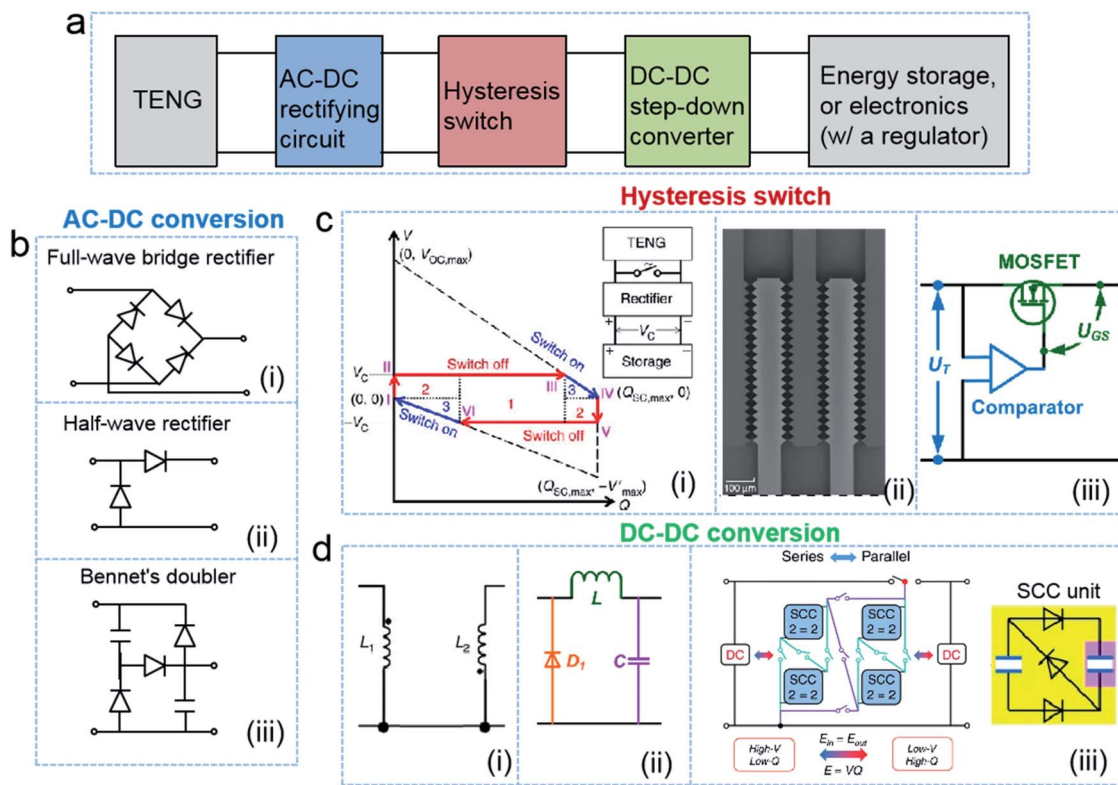 a
TENG
AC-DC
rectifying
circuit
Hysteresis
switch
DC-DC
step-down
converter
Energy storage,
or electronics
(w/ a regulator)
AC-DC conversion
b
Full-wave bridge rectifier
(i)
Half-wave rectifier
(ii)
Bennet's doubler
(iii)
Hysteresis switch
c
V
(0, V_OC,max)
TENG
Rectifier
+ V_C −
+ −
Storage
Switch on
II
V_C
Switch off
III
IV
(Q_SC,max, 0)
2
3
1
3
2
(0, 0)
I
VI
V
−V_C
Switch on
Switch off
(Q_SC,max, −V'_max)
Q
(i)
100 μm
(ii)
MOSFET
U_GS
U_T
Comparator
(iii)
DC-DC conversion
d
L_1
L_2
(i)
L
D_1
C
(ii)
Series Parallel
SCC
2 = 2
SCC
2 = 2
DC
DC
SCC
2 = 2
SCC
2 = 2
High-V
Low-Q
E_in = E_out
E = VQ
Low-V
High-Q
SCC unit
(iii)